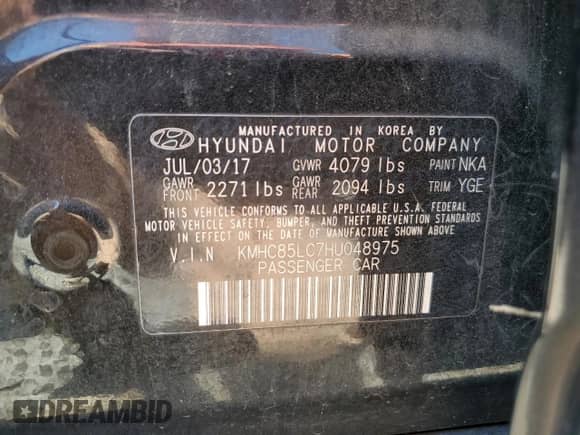 MANUFACTURED IN KOREA BY
HYUNDAI MOTOR COMPANY
JUL/03/17 GVWR 4079 lbs PAINT NKA
GAWR FRONT 2271 lbs GAWR REAR 2094 lbs TRIM YGE
THIS VEHICLE CONFORMS TO ALL APPLICABLE U.S.A. FEDERAL
MOTOR VEHICLE SAFETY, BUMPER, AND THEFT PREVENTION STANDARDS
IN EFFECT ON THE DATE OF MANUFACTURE SHOWN ABOVE.
V.I.N KMHC85LC7HU048975
PASSENGER CAR
DREAMBID